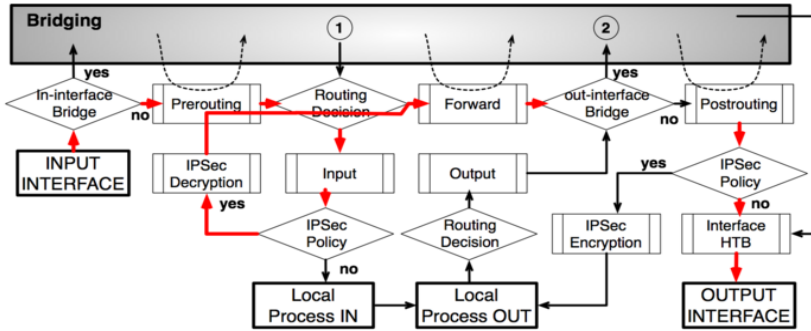 Bridging
1
2
yes
yes
In-interface
Bridge
no
Prerouting
Routing
Decision
Forward
out-interface
Bridge
no
Postrouting
INPUT
INTERFACE
IPSec
Decryption
Input
Output
yes
IPSec
Policy
yes
IPSec
Policy
no
Routing
Decision
IPSec
Encryption
no
Interface
HTB
Local
Process IN
Local
Process OUT
OUTPUT
INTERFACE